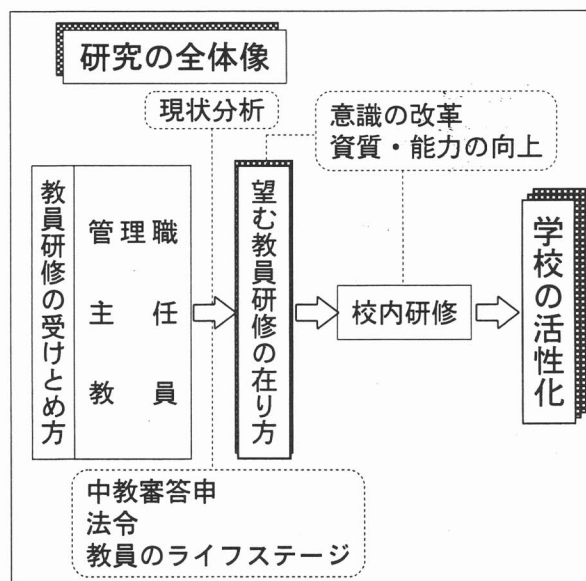 研究の全体像
現状分析
意識の改革
資質・能力の向上
教員研修の受けとめ方
管理職
主任
教員
望む教員研修の在り方
校内研修
学校の活性化
中教審答申
法令
教員のライフステージ